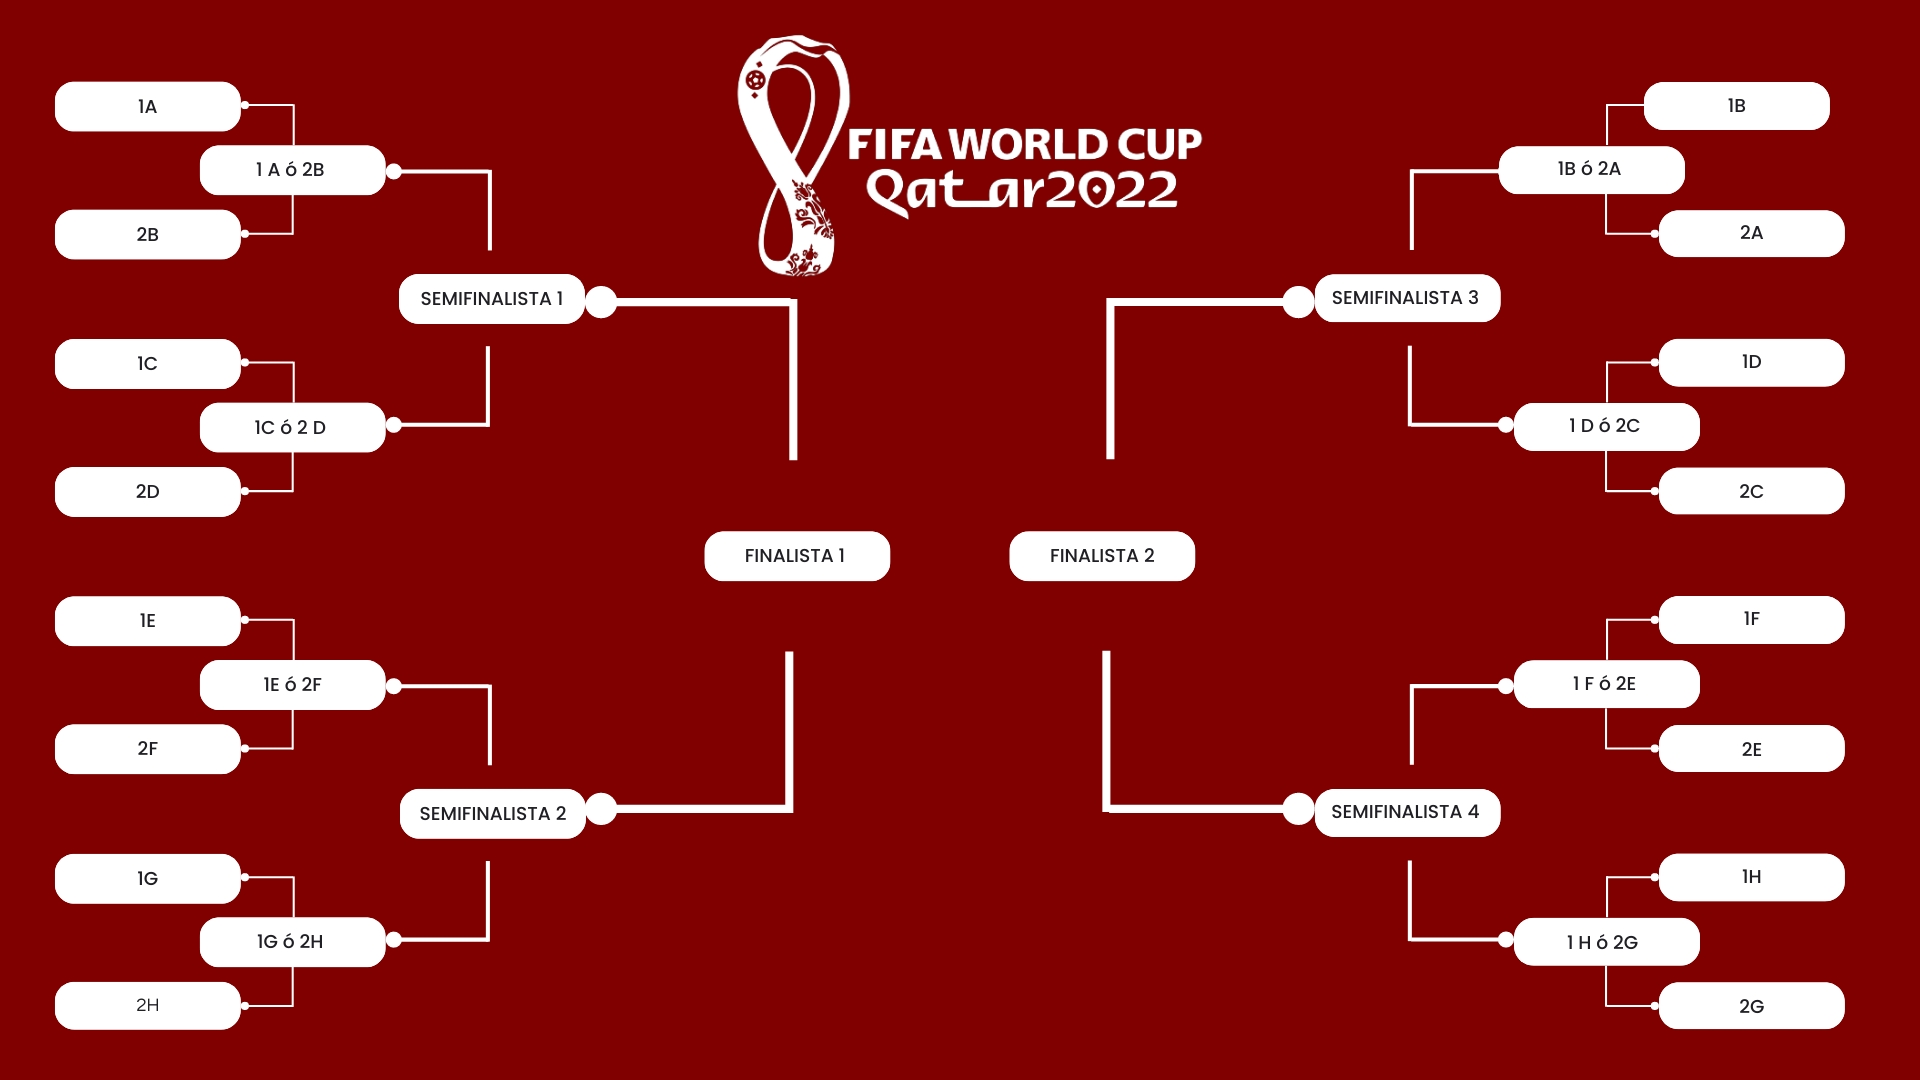 FIFA WORLD CUP
Qatar2022
1A
1 A ó 2B
2B
SEMIFINALISTA 1
1C
1C ó 2 D
2D
FINALISTA 1
1E
1E ó 2F
2F
SEMIFINALISTA 2
1G
1G ó 2H
2H
1B
1B ó 2A
2A
SEMIFINALISTA 3
1D
1 D ó 2C
2C
FINALISTA 2
1F
1 F ó 2E
2E
SEMIFINALISTA 4
1H
1 H ó 2G
2G